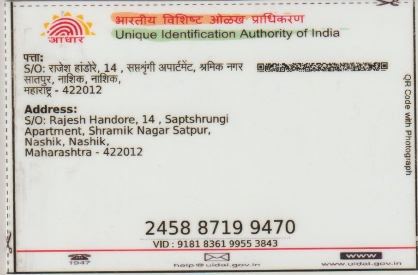 आधार
भारतीय विशिष्ट ओळख प्राधिकरण
Unique Identification Authority of India
पत्ता:
S/O: राजेश हांडोरे, 14 , सप्तशृंगी अपार्टमेंट, श्रमिक नगर
सातपुर, नाशिक, नाशिक,
महाराष्ट्र - 422012
Address:
S/O: Rajesh Handore, 14 , Saptshrungi
Apartment, Shramik Nagar Satpur,
Nashik, Nashik,
Maharashtra - 422012
QR Code with Photograph
2458 8719 9470
VID : 9181 8361 9955 3843
1947
help@uidai.gov.in
www
www.uidai.gov.in